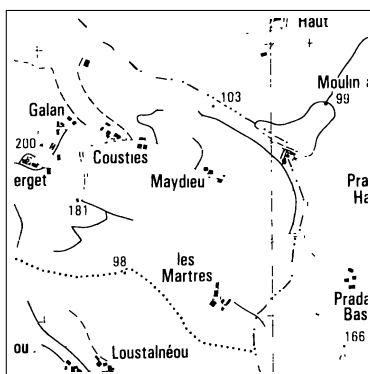 Haut
Moulin a
99
103
Galan
200
Cousties
erget
Maydieu
Pra
Ha
181
98
les
Martres
Prada
Bas
166
ou
Loustalnéou